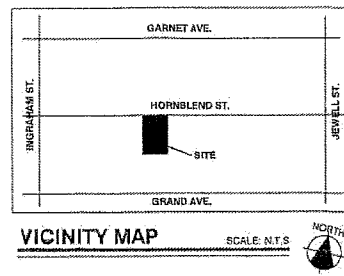 GARNET AVE.
INGRAHAM ST.
HORNBLEND ST.
JEWELL ST.
SITE
GRAND AVE.
VICINITY MAP
SCALE: N.T.S
NORTH